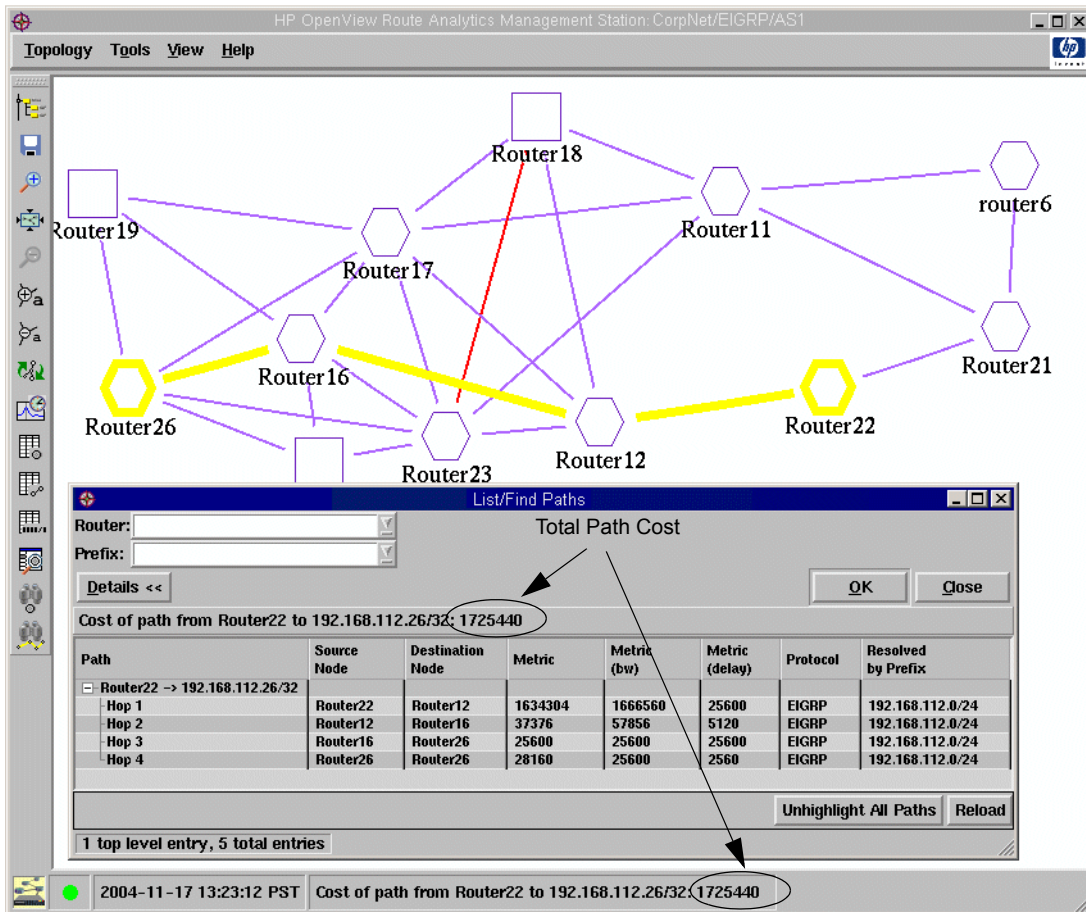 HP OpenView Route Analytics Management Station: CorpNet/EIGRP/AS1
Topology Tools View Help
hp
invent
Router18
Router19
Router11
router6
Router17
Router16
Router21
Router26
Router22
Router23
Router12
List/Find Paths
Router:
Total Path Cost
Prefix:
Details <<
OK
Close
Cost of path from Router22 to 192.168.112.26/32: 1725440
Path Source Node Destination Node Metric Metric (bw) Metric (delay) Protocol Resolved by Prefix
Router22 -> 192.168.112.26/32
Hop 1 Router22 Router12 1634304 1666560 25600 EIGRP 192.168.112.0/24
Hop 2 Router12 Router16 37376 57856 5120 EIGRP 192.168.112.0/24
Hop 3 Router16 Router26 25600 25600 25600 EIGRP 192.168.112.0/24
Hop 4 Router26 Router26 28160 25600 2560 EIGRP 192.168.112.0/24
Unhighlight All Paths Reload
1 top level entry, 5 total entries
2004-11-17 13:23:12 PST Cost of path from Router22 to 192.168.112.26/32: 1725440